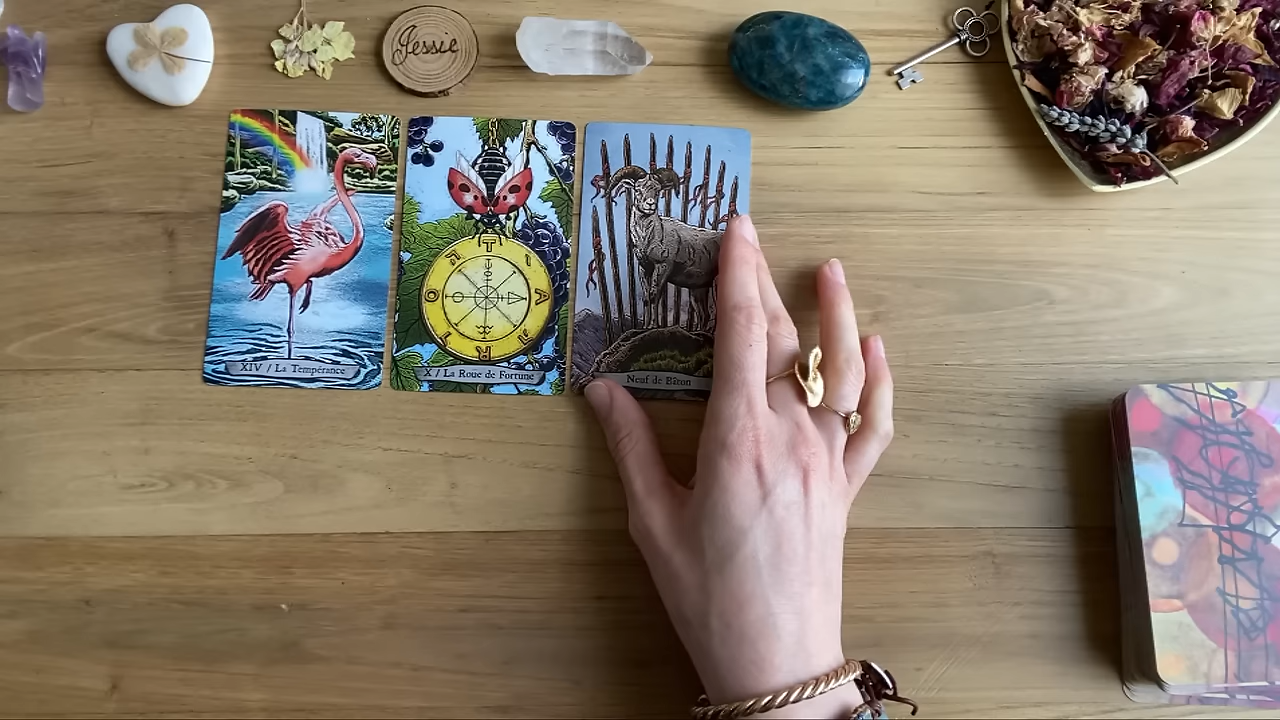 Jessie
XIV / La Tempérance
X / La Roue de Fortune
Neuf de Bâton